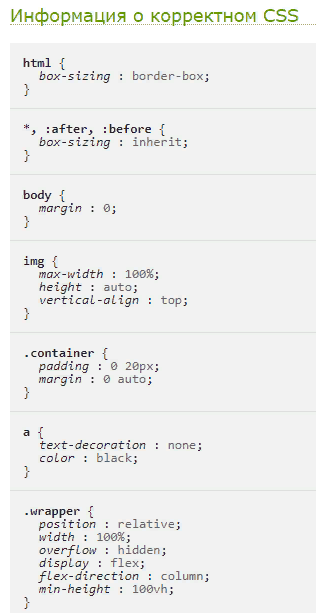 Информация о корректном CSS
html {
box-sizing : border-box;
}
*, :after, :before {
box-sizing : inherit;
}
body {
margin : 0;
}
img {
max-width : 100%;
height : auto;
vertical-align : top;
}
.container {
padding : 0 20px;
margin : 0 auto;
}
a {
text-decoration : none;
color : black;
}
.wrapper {
position : relative;
width : 100%;
overflow : hidden;
display : flex;
flex-direction : column;
min-height : 100vh;
}